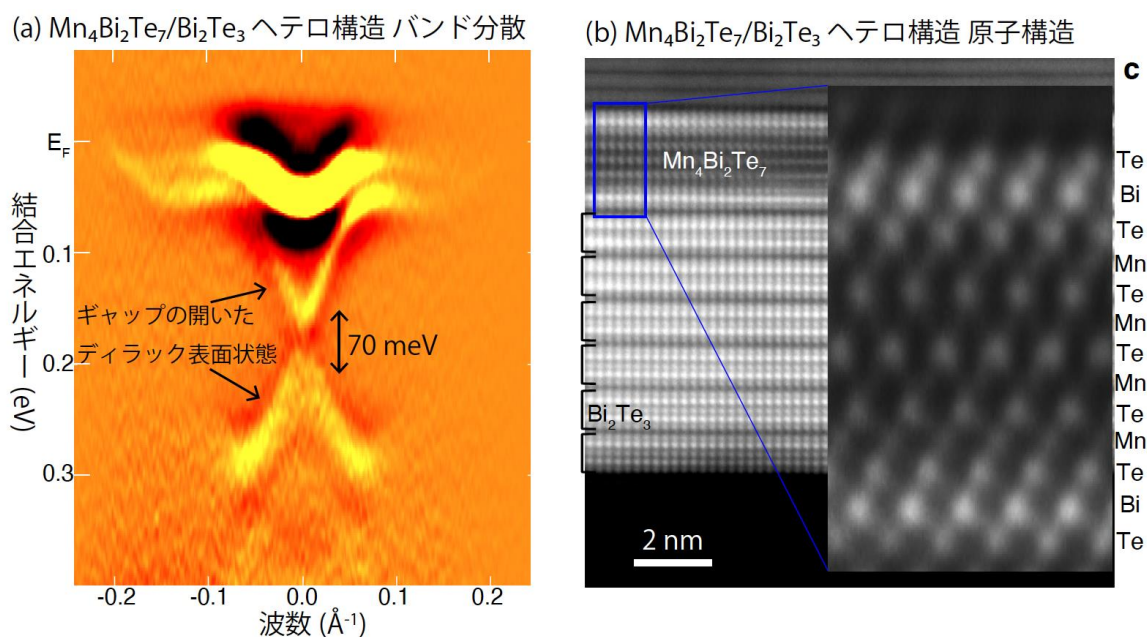 (a) Mn₄Bi₂Te₇/Bi₂Te₃ ヘテロ構造 バンド分散
E_F
0.1
0.2
0.3
結合エネルギー (eV)
ギャップの開いた
ディラック表面状態
70 meV
-0.2 -0.1 0.0 0.1 0.2
波数 (Å⁻¹)
(b) Mn₄Bi₂Te₇/Bi₂Te₃ ヘテロ構造 原子構造
c
Mn₄Bi₂Te₇
Bi₂Te₃
2 nm
Te
Bi
Te
Mn
Te
Mn
Te
Mn
Te
Mn
Te
Bi
Te